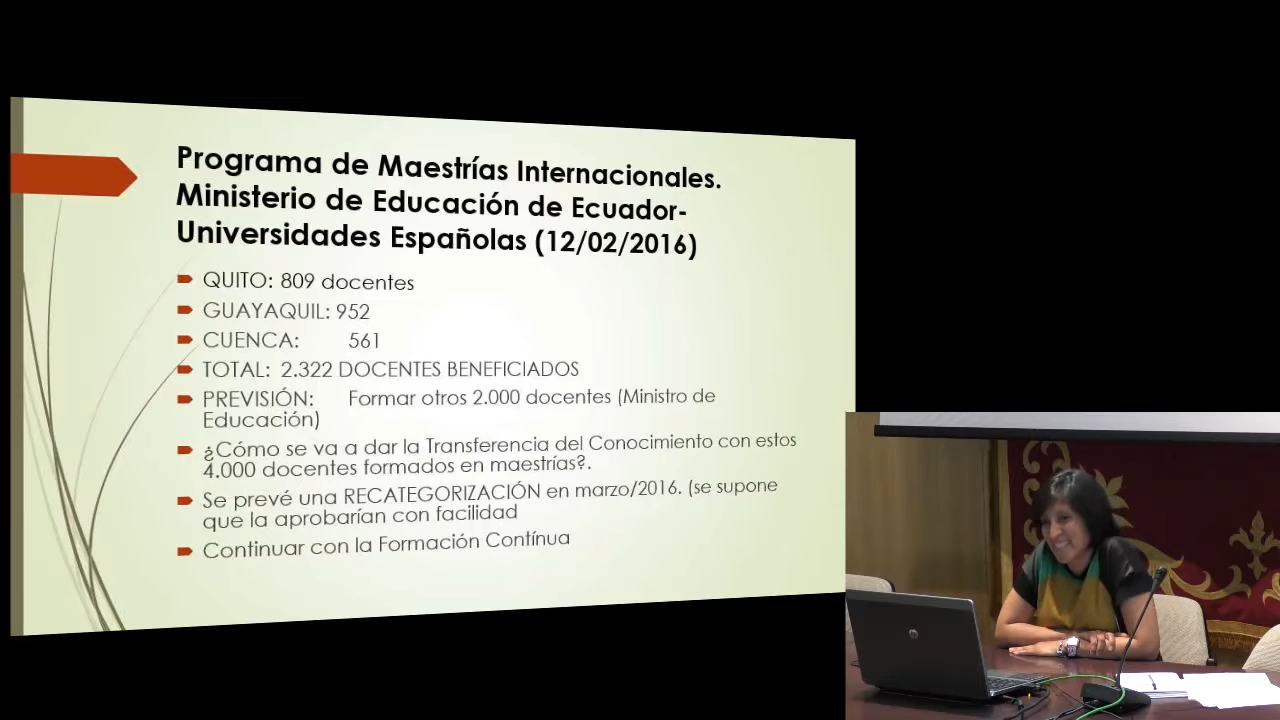 Programa de Maestrías Internacionales.
Ministerio de Educación de Ecuador-
Universidades Españolas (12/02/2016)
QUITO: 809 docentes
GUAYAQUIL: 952
CUENCA: 561
TOTAL: 2.322 DOCENTES BENEFICIADOS
PREVISIÓN: Formar otros 2.000 docentes (Ministro de
Educación)
¿Cómo se va a dar la Transferencia del Conocimiento con estos
4.000 docentes formados en maestrías?.
Se prevé una RECATEGORIZACIÓN en marzo/2016. (se supone
que la aprobarían con facilidad
Continuar con la Formación Contínua
hp